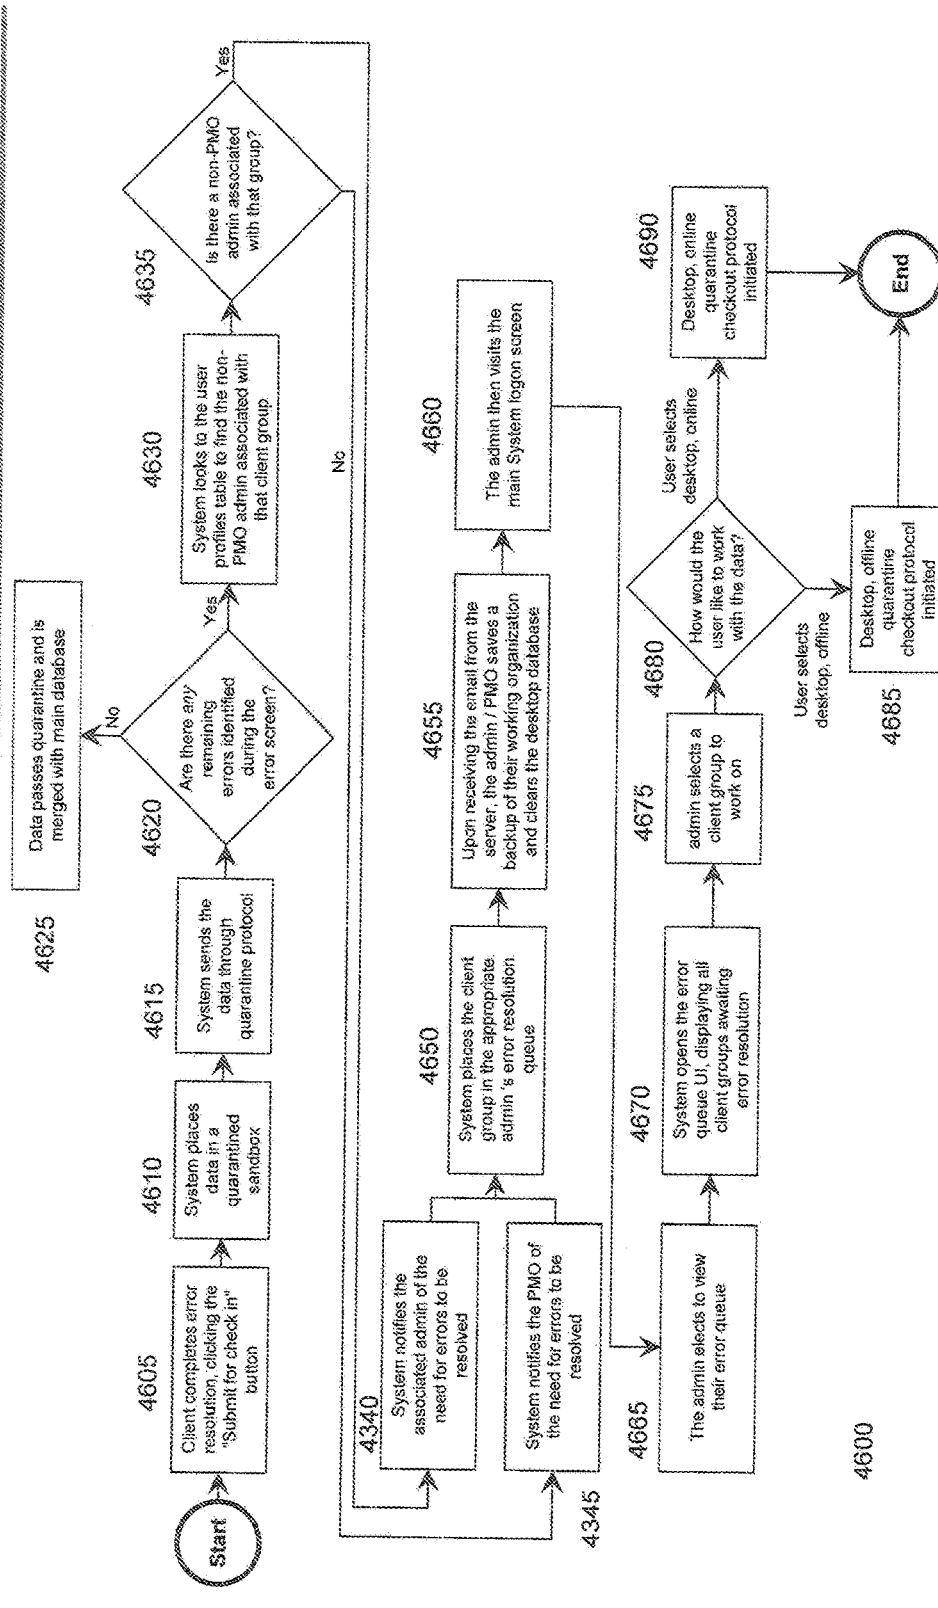 Start
4605
Client completes error
resolution, clicking the
"Submit for check in"
button
4610
System places
data in a
quarantined
sandbox
4615
System sends the
data through
quarantine protocol
4620
Are there any
remaining
errors identified
during the
error screen?
No
4625
Data passes quarantine and is
merged with main database
Yes
4630
System looks to the user
profiles table to find the non-
PMO admin associated with
that client group
4635
Is there a non-PMO
admin associated
with that group?
Yes
No
4340
System notifies the
associated admin of the
need for errors to be
resolved
System notifies the PMO of
the need for errors to be
resolved
4345
4650
System places the client
group in the appropriate
admin 's error resolution
queue
4655
Upon receiving the email from the
server, the admin / PMO saves a
backup of their working organization
and clears the desktop database
4660
The admin then visits the
main System logon screen
4665
The admin elects to view
their error queue
4670
System opens the error
queue UI, displaying all
client groups awaiting
error resolution
4675
admin selects a
client group to
work on
4680
How would the
user like to work
with the data?
User selects
desktop, online
4690
Desktop, online
quarantine
checkout protocol
initiated
User selects
desktop, offline
4685
Desktop, offline
quarantine
checkout protocol
initiated
End
4600